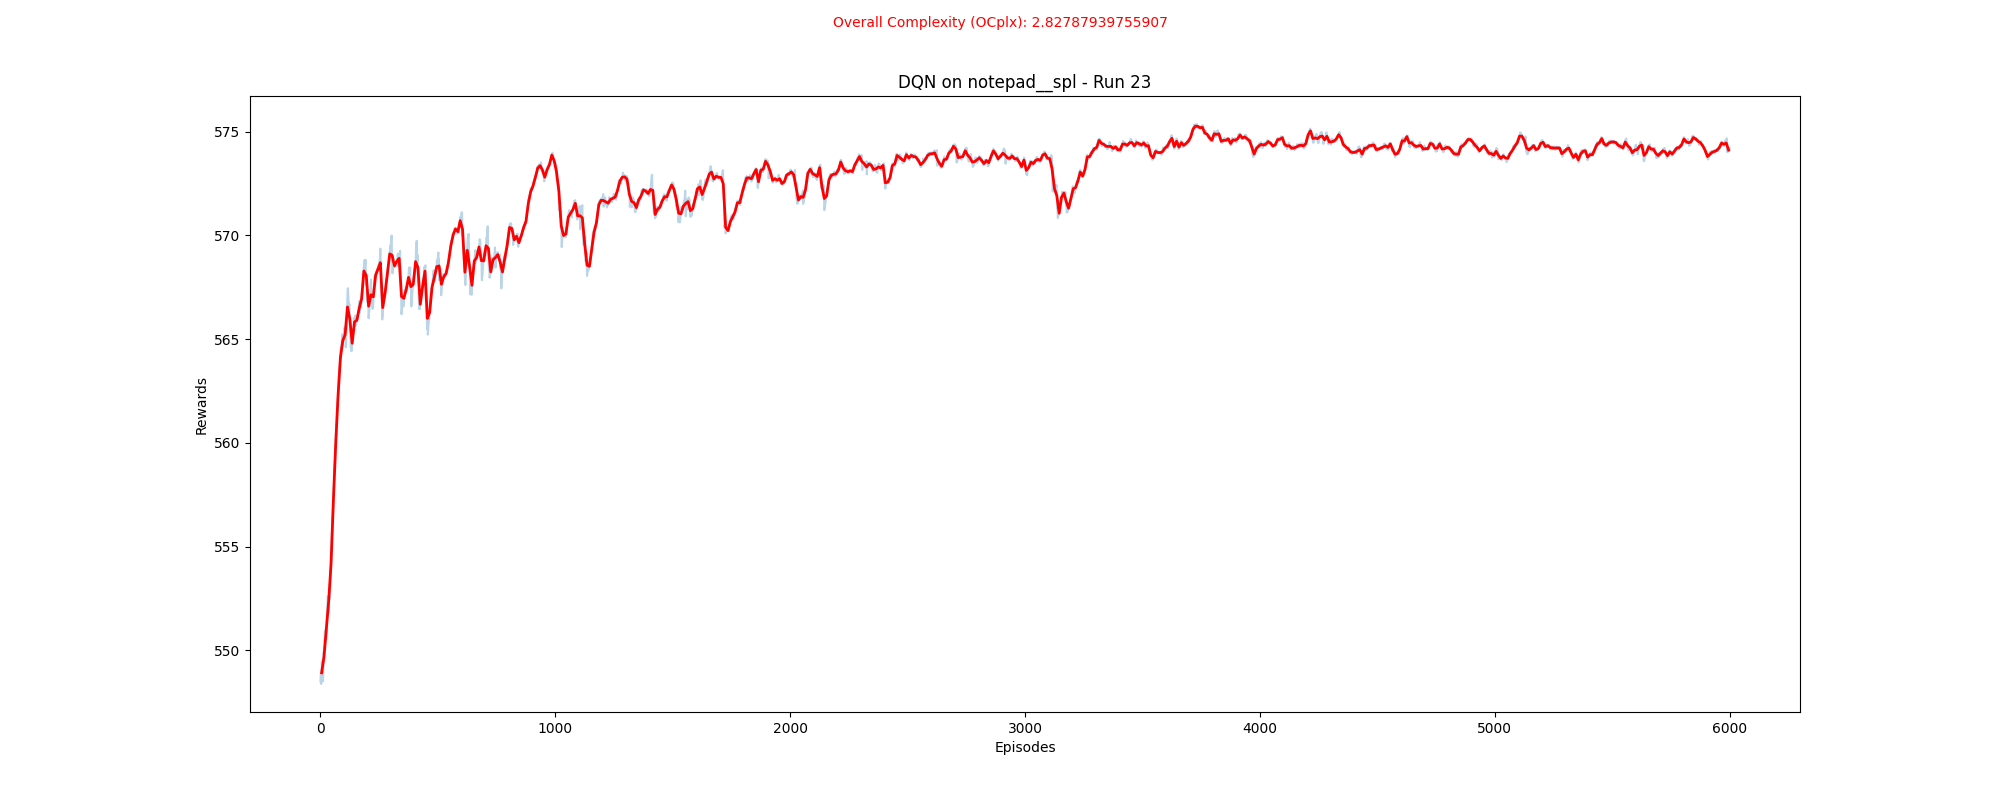 Overall Complexity (OCplx): 2.82787939755907
DQN on notepad__spl - Run 23
575
570
565
560
555
550
Rewards
0 1000 2000 3000 4000 5000 6000
Episodes